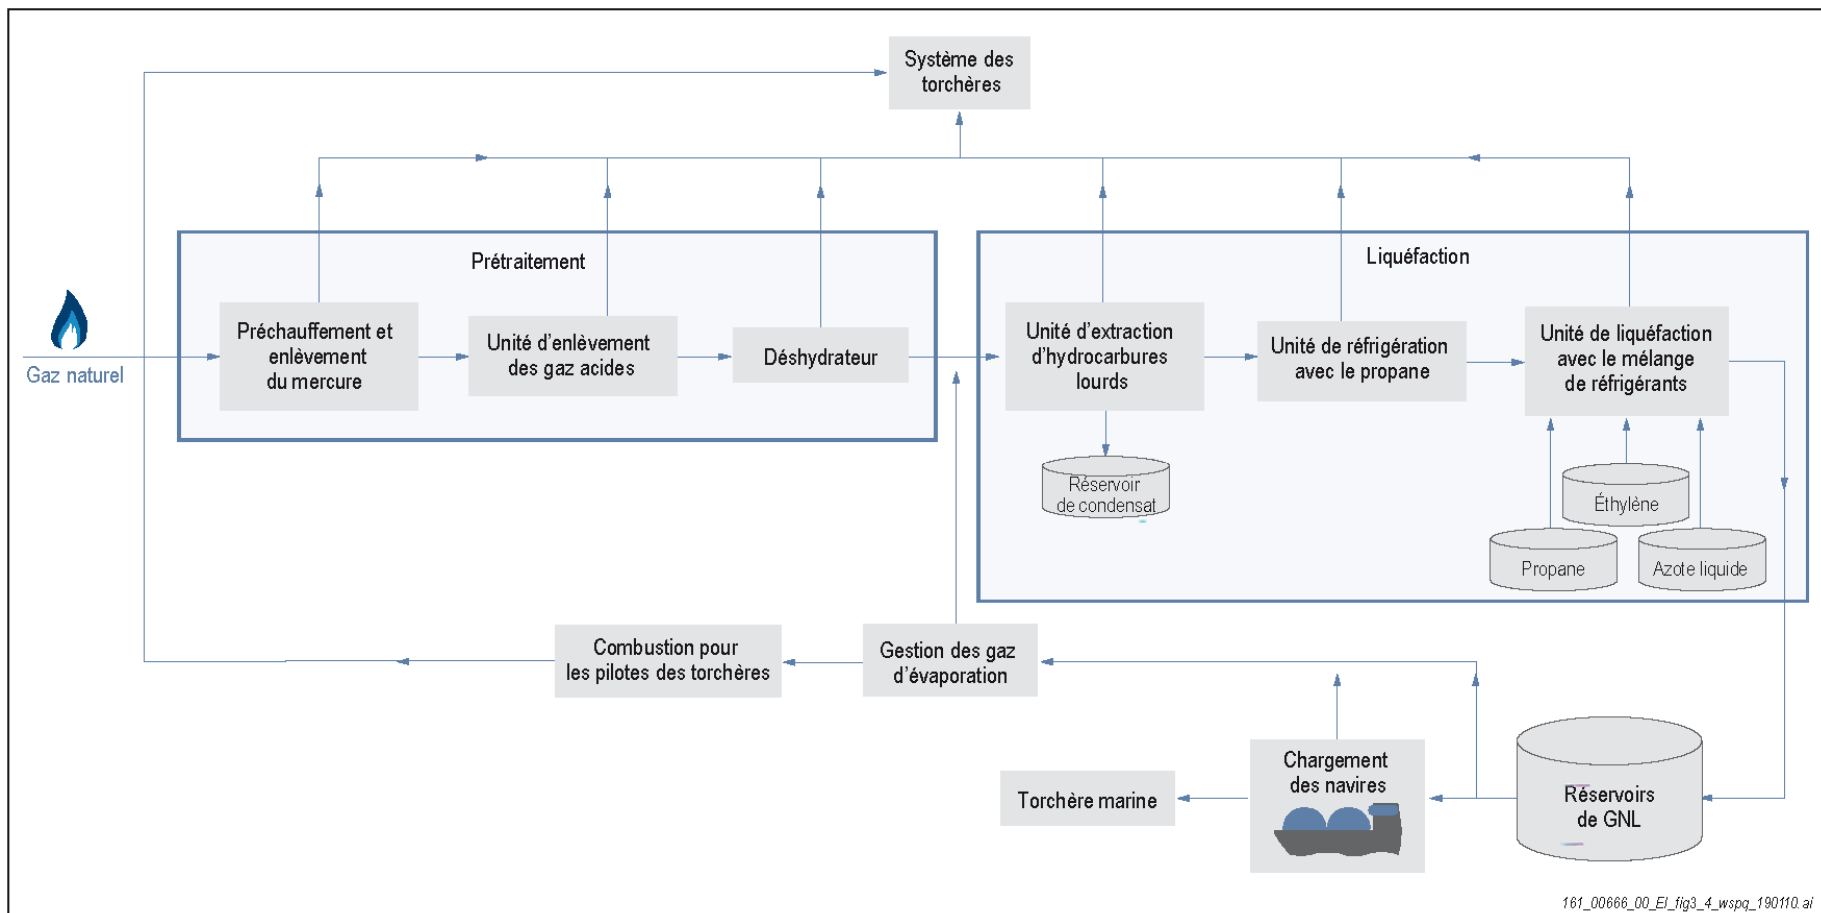 Système des
torchères
Prétraitement
Liquéfaction
Gaz naturel
Préchauffement et
enlèvement
du mercure
Unité d'enlèvement
des gaz acides
Déshydrateur
Unité d'extraction
d'hydrocarbures
lourds
Unité de réfrigération
avec le propane
Unité de liquéfaction
avec le mélange
de réfrigérants
Réservoir
de condensat
Éthylène
Propane
Azote liquide
Combustion pour
les pilotes des torchères
Gestion des gaz
d'évaporation
Chargement
des navires
Torchère marine
Réservoirs
de GNL
161_00666_00_EI_fig3_4_wspq_190110.ai